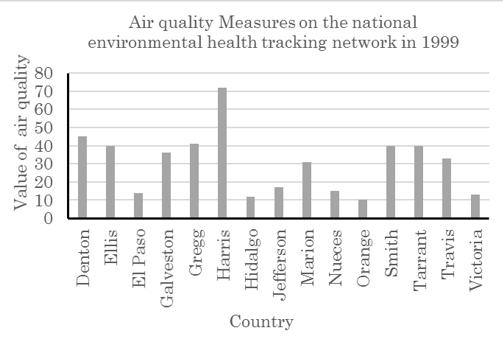 Air quality Measures on the national
environmental health tracking network in 1999
Value of air quality
80
70
60
50
40
30
20
10
0
Denton
Ellis
El Paso
Galveston
Gregg
Harris
Hidalgo
Jefferson
Marion
Nueces
Orange
Smith
Tarrant
Travis
Victoria
Country